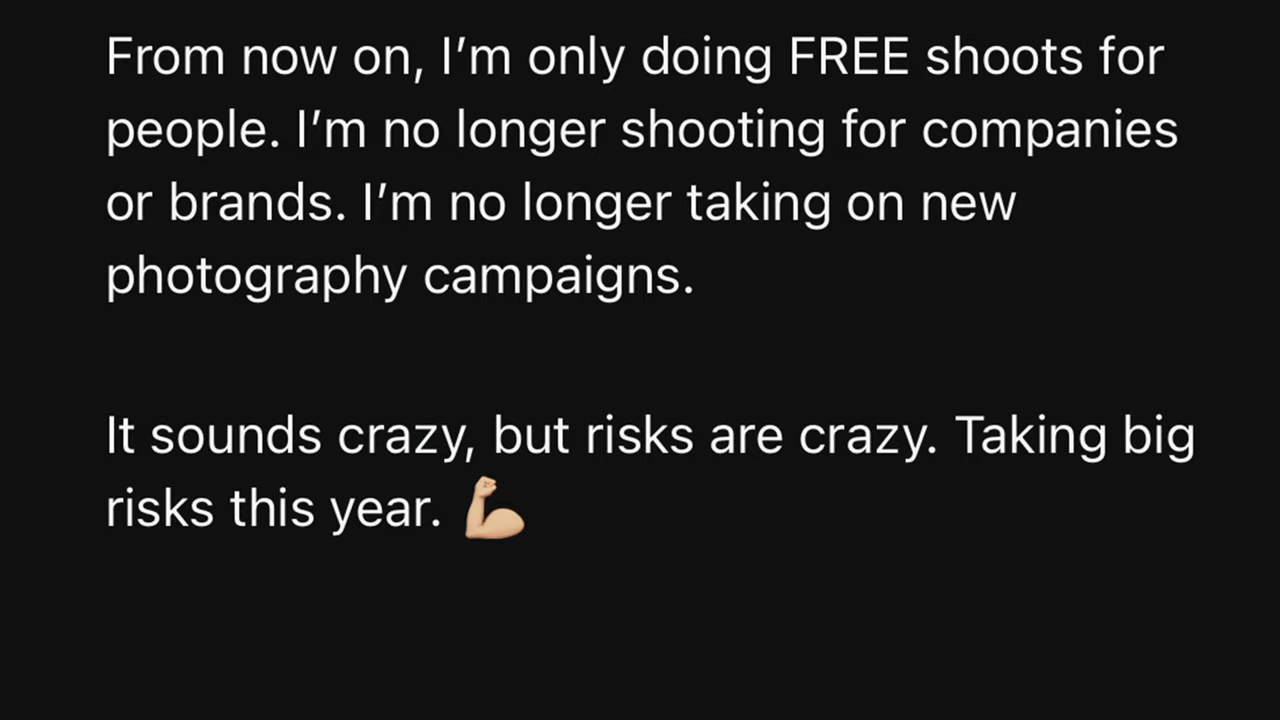 From now on, I’m only doing FREE shoots for
people. I’m no longer shooting for companies
or brands. I’m no longer taking on new
photography campaigns.
It sounds crazy, but risks are crazy. Taking big
risks this year. 💪🏼